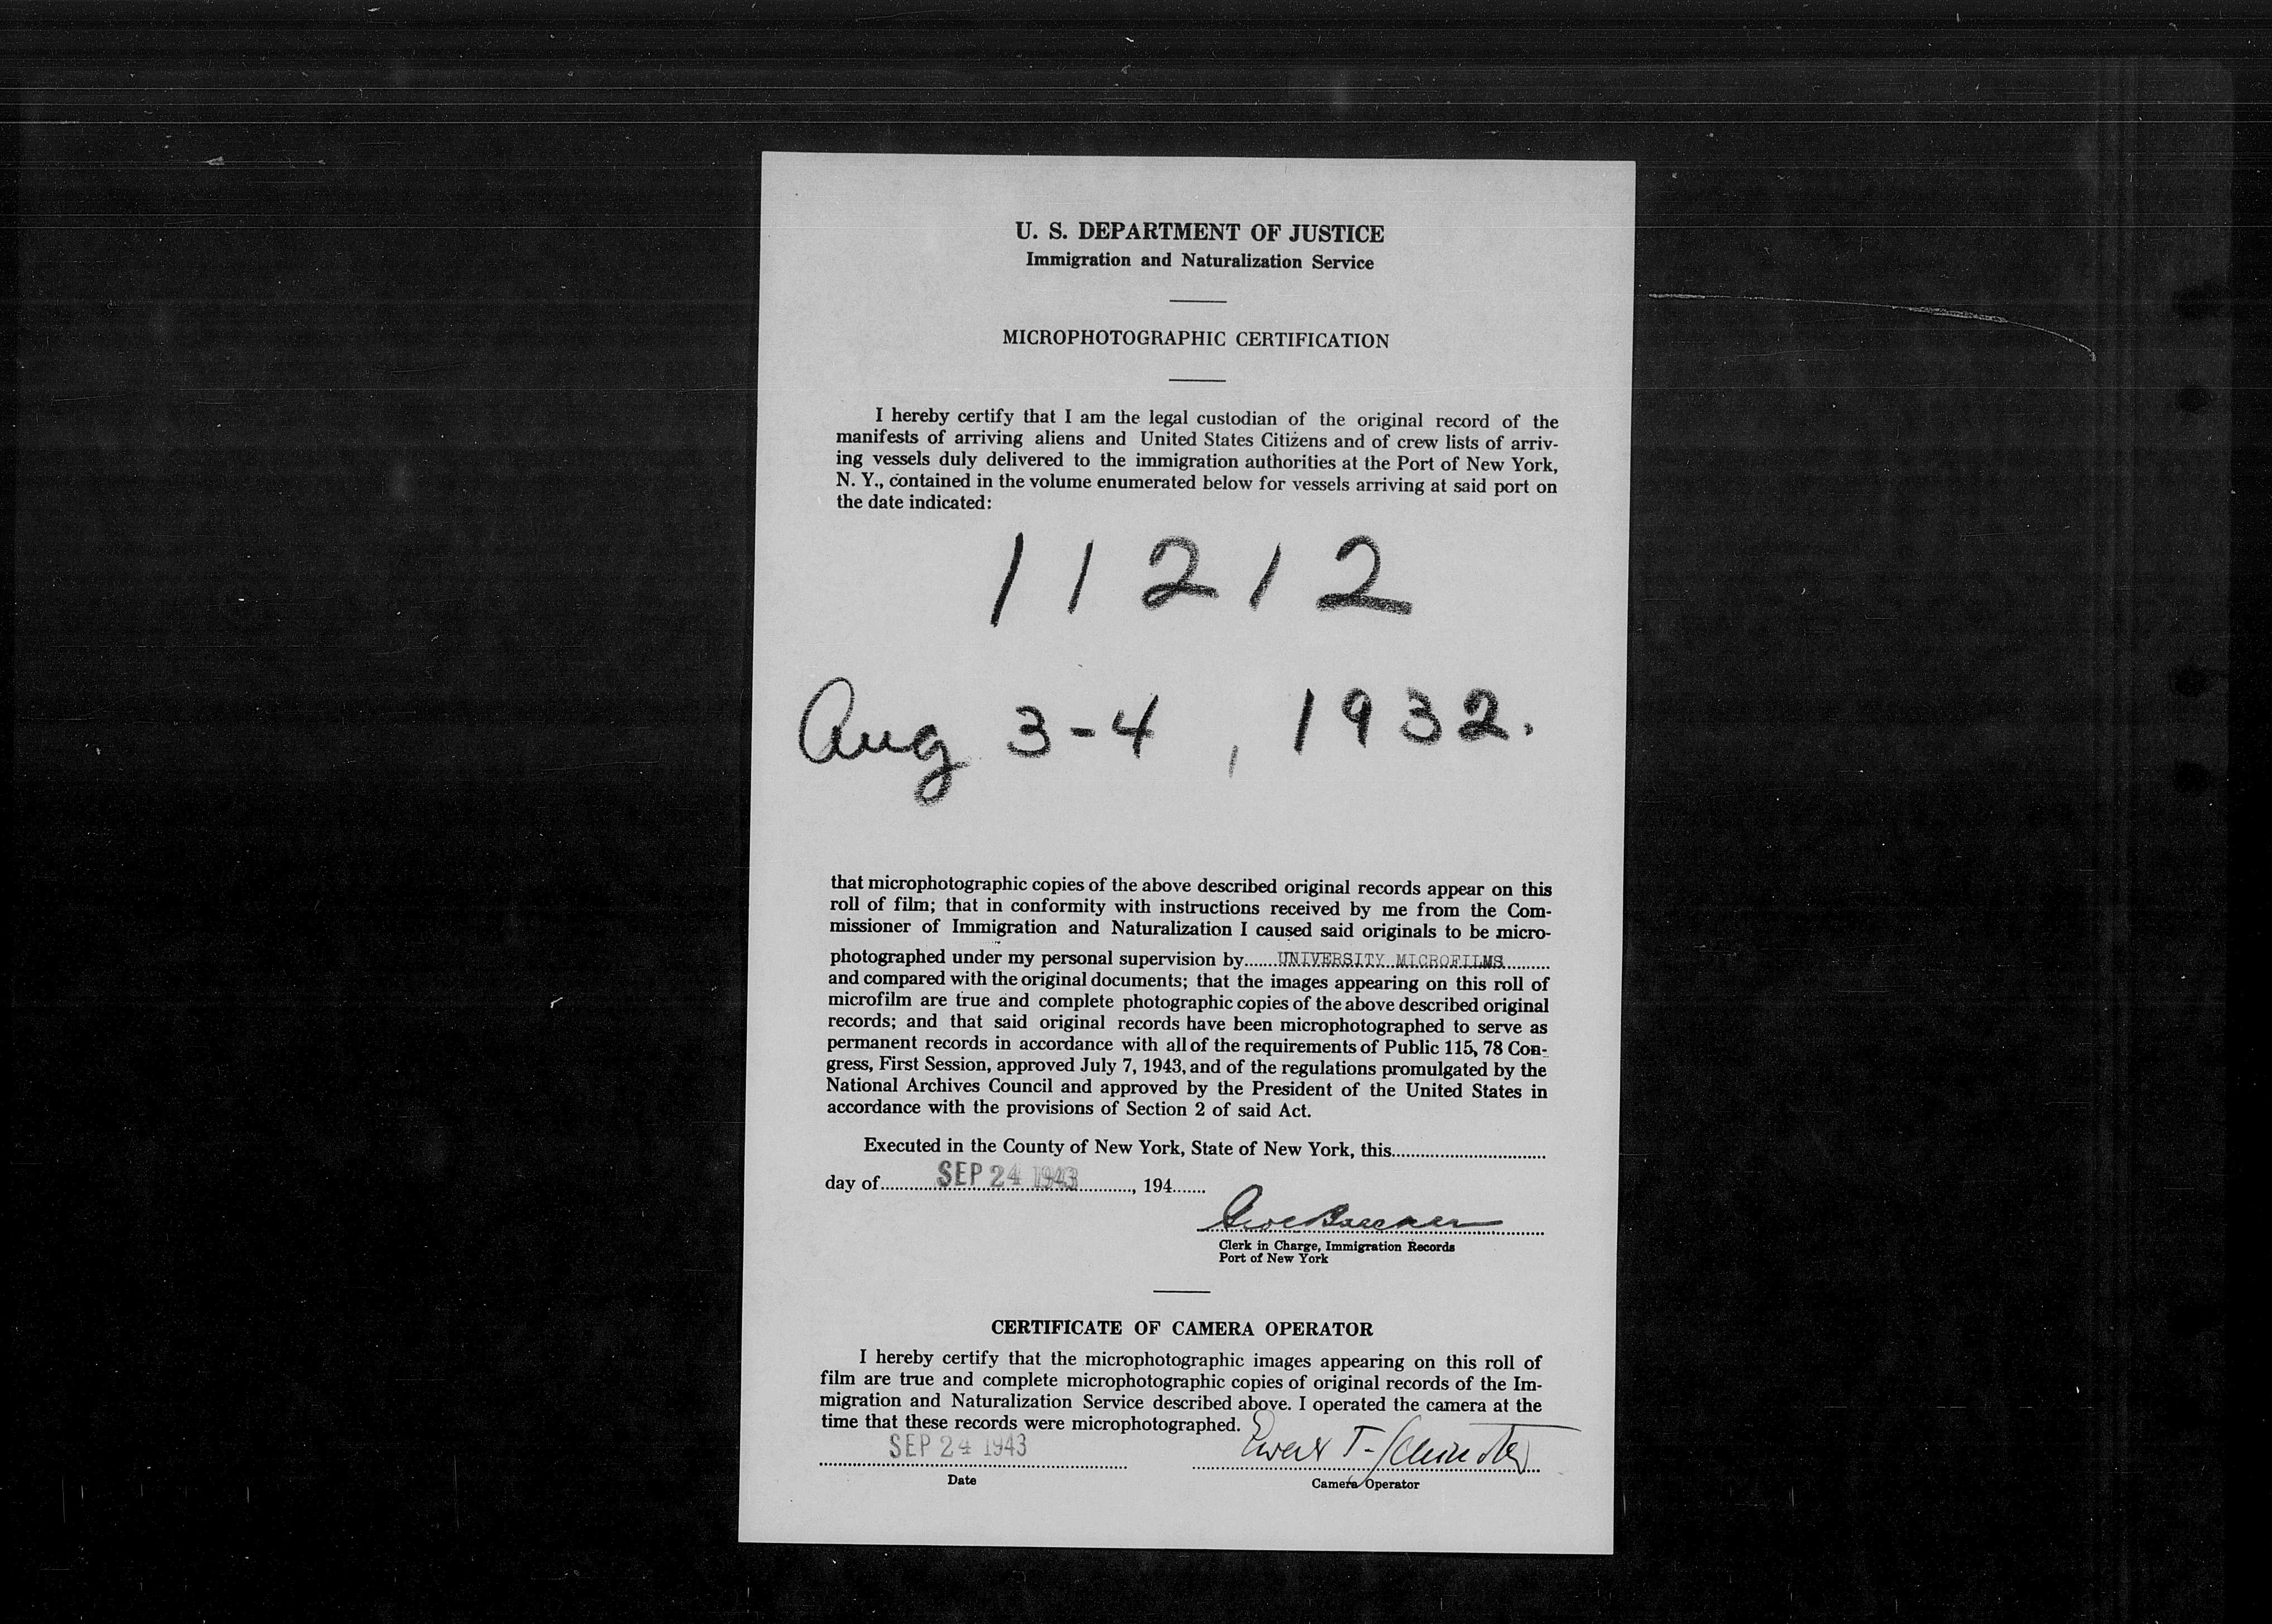 U. S. DEPARTMENT OF JUSTICE
Immigration and Naturalization Service
MICROPHOTOGRAPHIC CERTIFICATION
I hereby certify that I am the legal custodian of the original record of the
manifests of arriving aliens and United States Citizens and of crew lists of arriv-
ing vessels duly delivered to the immigration authorities at the Port of New York,
N. Y., contained in the volume enumerated below for vessels arriving at said port on
the date indicated:
11212
Aug 3-4, 1932.
that microphotographic copies of the above described original records appear on this
roll of film; that in conformity with instructions received by me from the Com-
missioner of Immigration and Naturalization I caused said originals to be micro-
photographed under my personal supervision by......UNIVERSITY MICROFILMS..........
and compared with the original documents; that the images appearing on this roll of
microfilm are true and complete photographic copies of the above described original
records; and that said original records have been microphotographed to serve as
permanent records in accordance with all of the requirements of Public 115, 78 Con-
gress, First Session, approved July 7, 1943, and of the regulations promulgated by the
National Archives Council and approved by the President of the United States in
accordance with the provisions of Section 2 of said Act.
Executed in the County of New York, State of New York, this..............................
day of..........SEP 24 1943.........., 194.......
Clerk in Charge, Immigration Records
Port of New York
CERTIFICATE OF CAMERA OPERATOR
I hereby certify that the microphotographic images appearing on this roll of
film are true and complete microphotographic copies of original records of the Im-
migration and Naturalization Service described above. I operated the camera at the
time that these records were microphotographed.
SEP 24 1943
Date
Camera Operator